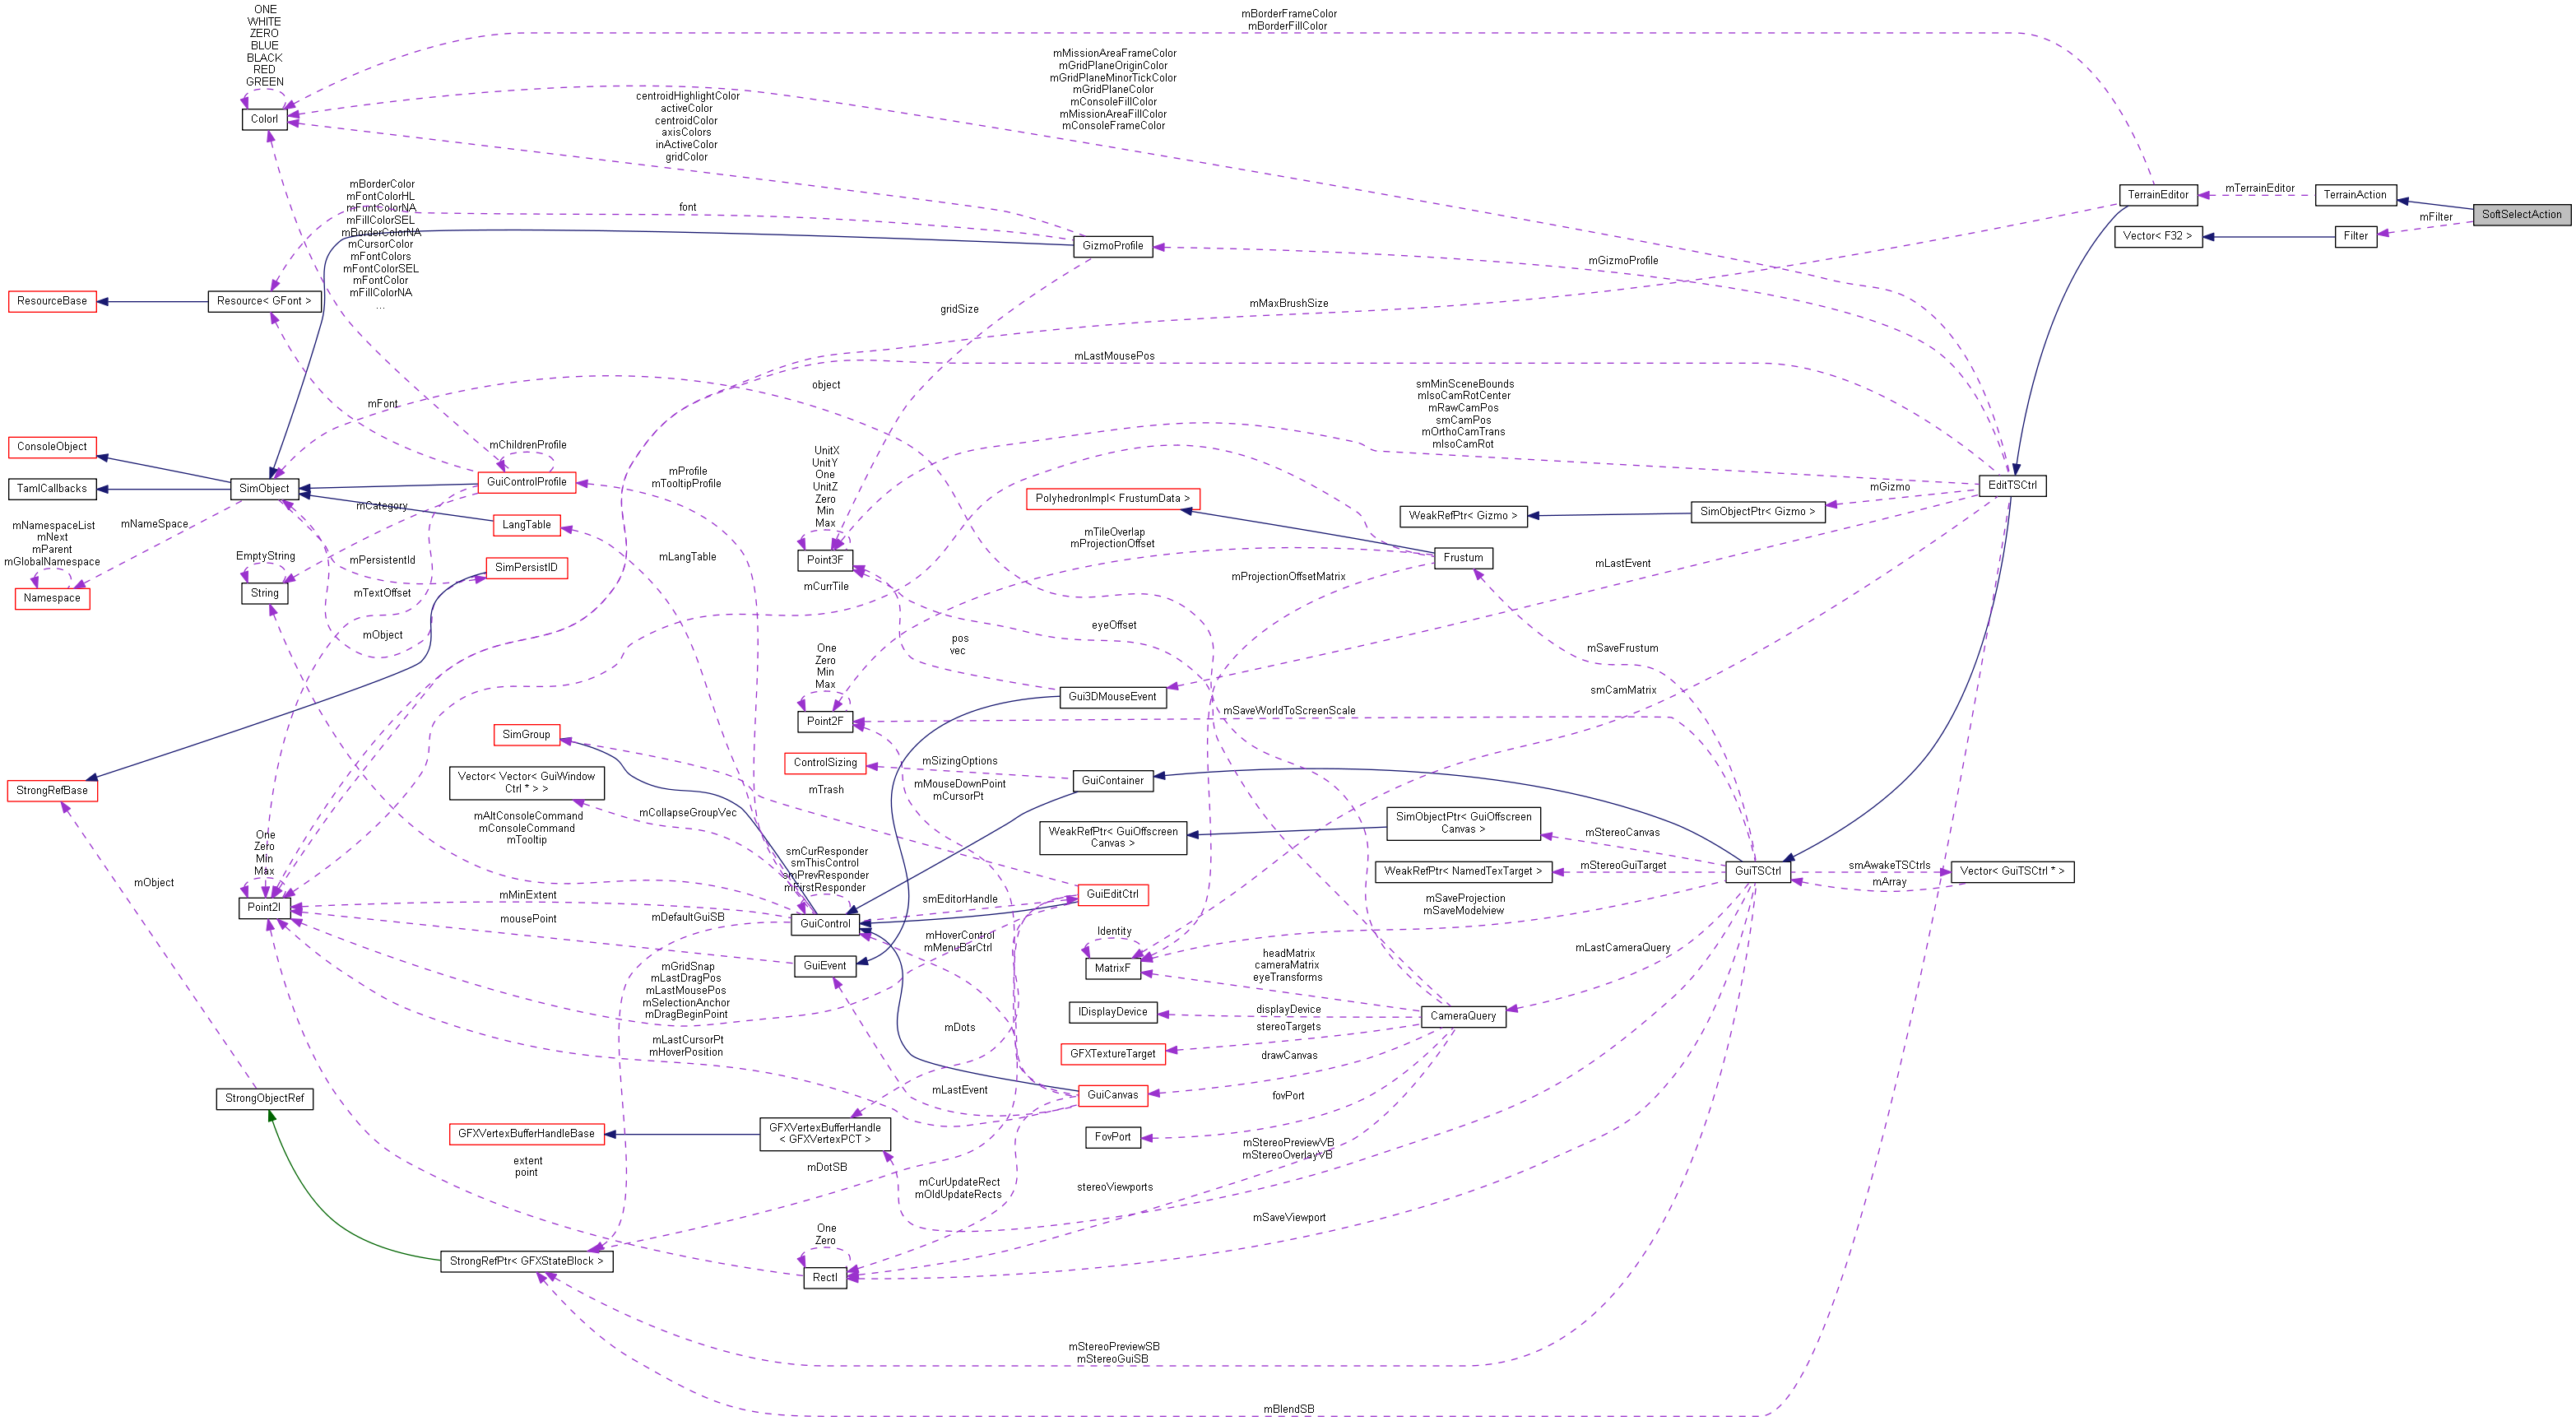 ONE
WHITE
ZERO
BLUE
BLACK
RED
GREEN
ColorI
mBorderFrameColor
mBorderFillColor
mMissionAreaFrameColor
mGridPlaneOriginColor
mGridPlaneMinorTickColor
mGridPlaneColor
mConsoleFillColor
mMissionAreaFillColor
mConsoleFrameColor
centroidHighlightColor
activeColor
centroidColor
axisColors
inActiveColor
gridColor
mBorderColor
mFontColorHL
mFontColorNA
mFillColorSEL
mBorderColorNA
mCursorColor
mFontColors
mFontColorSEL
mFontColor
mFillColorNA
...
font
GizmoProfile
mGizmoProfile
TerrainEditor
mTerrainEditor
TerrainAction
SoftSelectAction
mFilter
Filter
Vector< F32 >
ResourceBase
Resource< GFont >
gridSize
mMaxBrushSize
mLastMousePos
object
mFont
smMinSceneBounds
mIsoCamRotCenter
mRawCamPos
smCamPos
mOrthoCamTrans
mIsoCamRot
ConsoleObject
TamlCallbacks
SimObject
mChildrenProfile
GuiControlProfile
mProfile
mTooltipProfile
UnitX
UnitY
One
UnitZ
Zero
Min
Max
Point3F
PolyhedronImpl< FrustumData >
WeakRefPtr< Gizmo >
SimObjectPtr< Gizmo >
mGizmo
EditTSCtrl
mCategory
LangTable
mNameSpace
mNamespaceList
mNext
mParent
mGlobalNamespace
Namespace
EmptyString
String
mPersistentId
SimPersistID
mLangTable
mTextOffset
mObject
mTileOverlap
mProjectionOffset
mCurrTile
Frustum
mProjectionOffsetMatrix
mLastEvent
eyeOffset
pos
vec
mSaveFrustum
smCamMatrix
One
Zero
Min
Max
Point2F
Gui3DMouseEvent
mSaveWorldToScreenScale
SimGroup
StrongRefBase
Vector< Vector< GuiWindow
Ctrl * > >
ControlSizing
mSizingOptions
GuiContainer
mTrash
mMouseDownPoint
mCursorPt
mCollapseGroupVec
mAltConsoleCommand
mConsoleCommand
mTooltip
WeakRefPtr< GuiOffscreen
Canvas >
SimObjectPtr< GuiOffscreen
Canvas >
mStereoCanvas
WeakRefPtr< NamedTexTarget >
mStereoGuiTarget
GuiTSCtrl
smAwakeTSCtrls
mArray
Vector< GuiTSCtrl * >
One
Zero
Min
Max
Point2I
mObject
smCurResponder
smThisControl
smPrevResponder
mFirstResponder
GuiControl
mMinExtent
mousePoint
mDefaultGuiSB
smEditorHandle
GuiEditCtrl
mSaveProjection
mSaveModelview
mHoverControl
mMenuBarCtrl
Identity
MatrixF
mLastCameraQuery
GuiEvent
mGridSnap
mLastDragPos
mLastMousePos
mSelectionAnchor
mDragBeginPoint
headMatrix
cameraMatrix
eyeTransforms
IDisplayDevice
displayDevice
CameraQuery
stereoTargets
GFXTextureTarget
mDots
mLastCursorPt
mHoverPosition
drawCanvas
StrongObjectRef
mLastEvent
GuiCanvas
fovPort
GFXVertexBufferHandleBase
GFXVertexBufferHandle
< GFXVertexPCT >
FovPort
mStereoPreviewVB
mStereoOverlayVB
extent
point
mDotSB
mCurUpdateRect
mOldUpdateRects
stereoViewports
mSaveViewport
StrongRefPtr< GFXStateBlock >
One
Zero
RectI
mStereoPreviewSB
mStereoGuiSB
mBlendSB